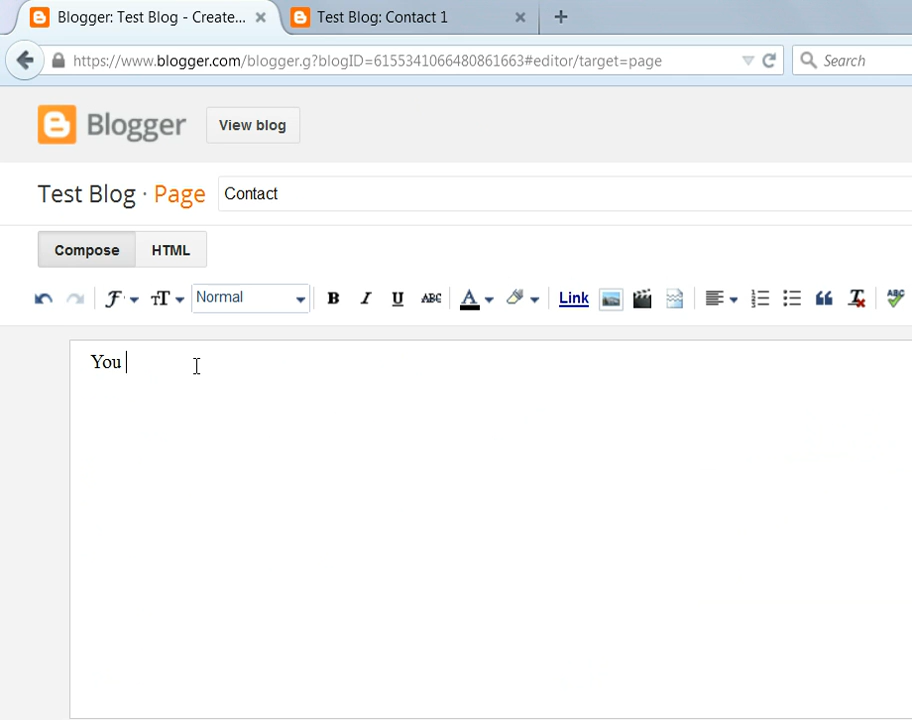 Blogger: Test Blog - Create... Test Blog: Contact 1
https://www.blogger.com/blogger.g?blogID=6155341066480861663#editor/target=page Search
Blogger View blog
Test Blog · Page Contact
Compose HTML
F T Normal B I U ABC A Link T ABC
You